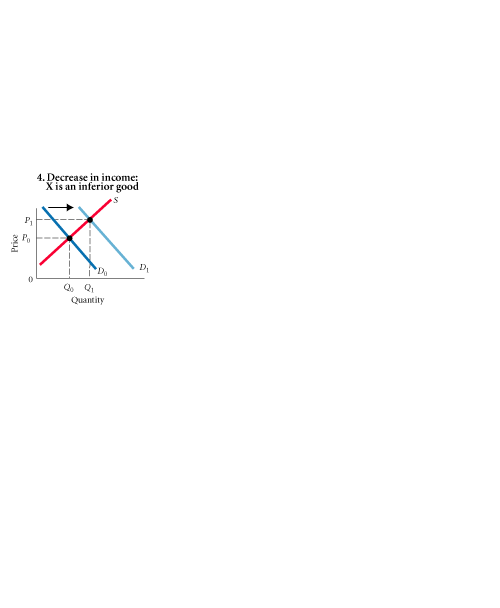 4. Decrease in income:
X is an inferior good
S
P1
P0
Price
D0
D1
0
Q0 Q1
Quantity